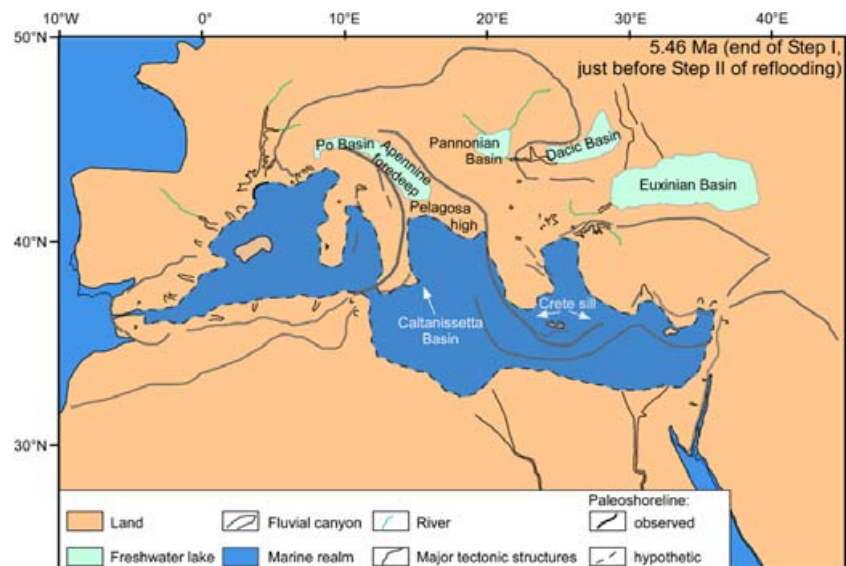 10°W 0° 10°E 20°E 30°E 40°E
50°N
5.46 Ma (end of Step I,
just before Step II of reflooding)
Po Basin
Apennine
foredeep
Pannonian
Basin
Dacic Basin
Euxinian Basin
Pelagosa
high
40°N
Crete sill
Caltanissetta
Basin
30°N
Paleoshoreline:
Land Fluvial canyon River observed
Freshwater lake Marine realm Major tectonic structures hypothetic